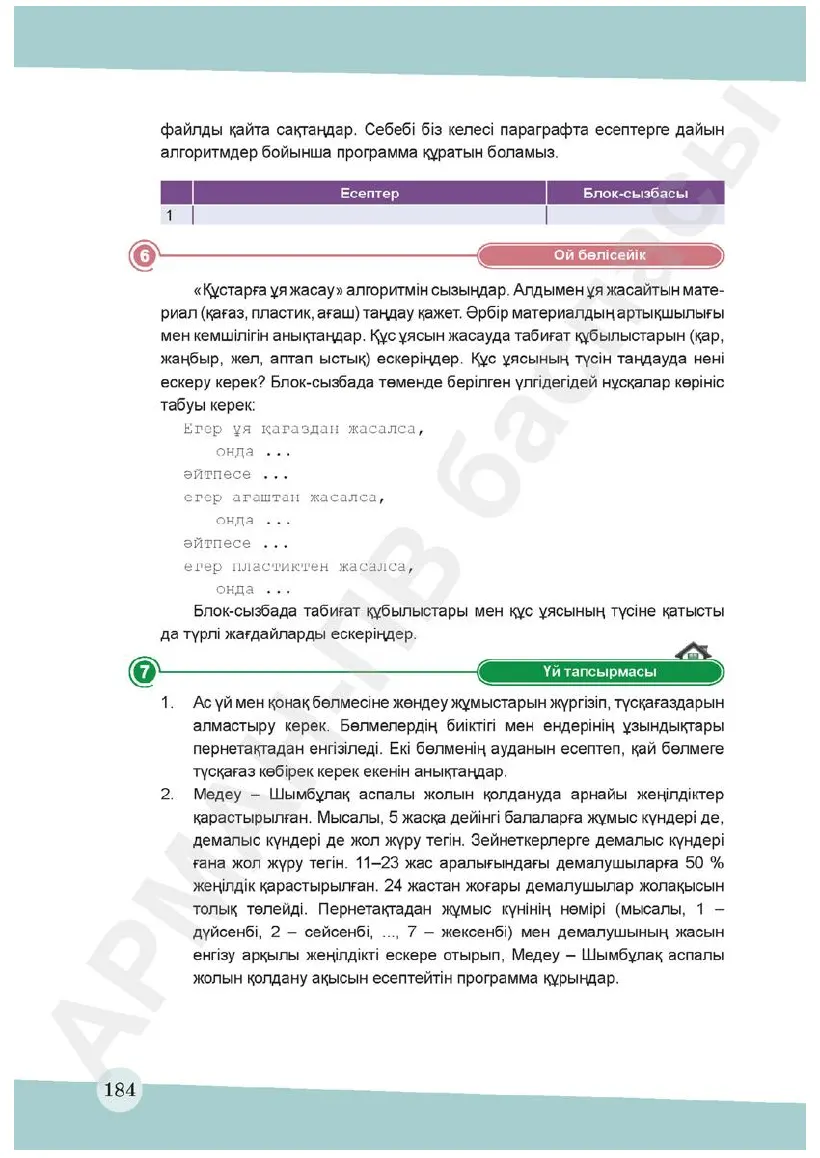 файлды қайта сақтаңдар. Себебі біз келесі параграфта есептерге дайын
алгоритмдер бойынша программа құратын боламыз.
Есептер Блок-сызбасы
1
6 Ой бөлісейік
«Құстарға ұя жасау» алгоритмін сызыңдар. Алдымен ұя жасайтын мате-
риал (қағаз, пластик, ағаш) таңдау қажет. Әрбір материалдың артықшылығы
мен кемшілігін анықтаңдар. Құс ұясын жасауда табиғат құбылыстарын (қар,
жаңбыр, жел, аптап ыстық) ескеріңдер. Құс ұясының түсін таңдауда нені
ескеру керек? Блок-сызбада төменде берілген үлгідегідей нұсқалар көрініс
табуы керек:
Егер ұя қағаздан жасалса,
онда ...
әйтпесе ...
егер ағаштан жасалса,
онда ...
әйтпесе ...
егер пластиктен жасалса,
онда ...
Блок-сызбада табиғат құбылыстары мен құс ұясының түсіне қатысты
да түрлі жағдайларды ескеріңдер.
7 Үй тапсырмасы
1. Ас үй мен қонақ бөлмесіне жөндеу жұмыстарын жүргізіп, түсқағаздарын
алмастыру керек. Бөлмелердің биіктігі мен ендерінің ұзындықтары
пернетақтадан енгізіледі. Екі бөлменің ауданын есептеп, қай бөлмеге
түсқағаз көбірек керек екенін анықтаңдар.
2. Медеу – Шымбұлақ аспалы жолын қолдануда арнайы жеңілдіктер
қарастырылған. Мысалы, 5 жасқа дейінгі балаларға жұмыс күндері де,
демалыс күндері де жол жүру тегін. Зейнеткерлерге демалыс күндері
ғана жол жүру тегін. 11–23 жас аралығындағы демалушыларға 50 %
жеңілдік қарастырылған. 24 жастан жоғары демалушылар жолақысын
толық төлейді. Пернетақтадан жұмыс күнінің нөмірі (мысалы, 1 –
дүйсенбі, 2 – сейсенбі, ..., 7 – жексенбі) мен демалушының жасын
енгізу арқылы жеңілдікті ескере отырып, Медеу – Шымбұлақ аспалы
жолын қолдану ақысын есептейтін программа құрыңдар.
184
АРМАН-ПВ баспасы